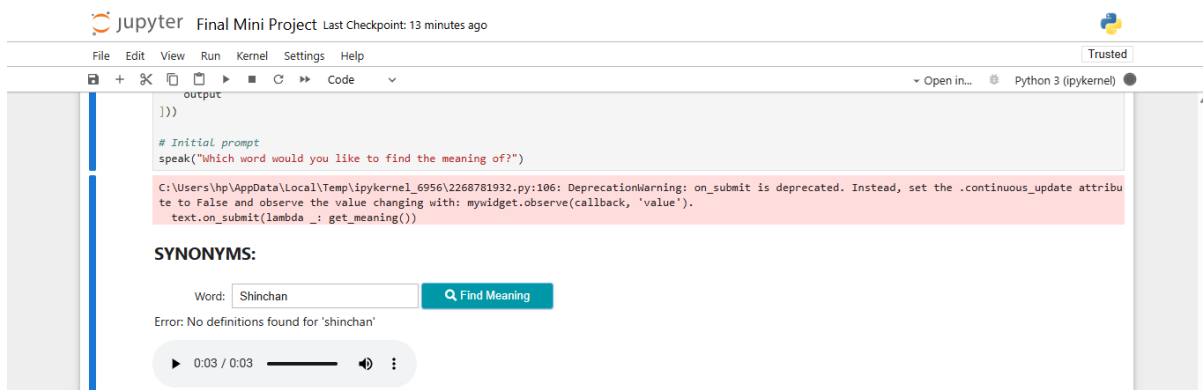 jupyter Final Mini Project Last Checkpoint: 13 minutes ago
File Edit View Run Kernel Settings Help Trusted
Code Open in... Python 3 (ipykernel)
output
]))
# Initial prompt
speak("Which word would you like to find the meaning of?")
C:\Users\hp\AppData\Local\Temp\ipykernel_6956\2268781932.py:106: DeprecationWarning: on_submit is deprecated. Instead, set the .continuous_update attribu
te to False and observe the value changing with: mywidget.observe(callback, 'value').
text.on_submit(lambda _: get_meaning())
SYNONYMS:
Word: Shinchan Find Meaning
Error: No definitions found for 'shinchan'
0:03 / 0:03